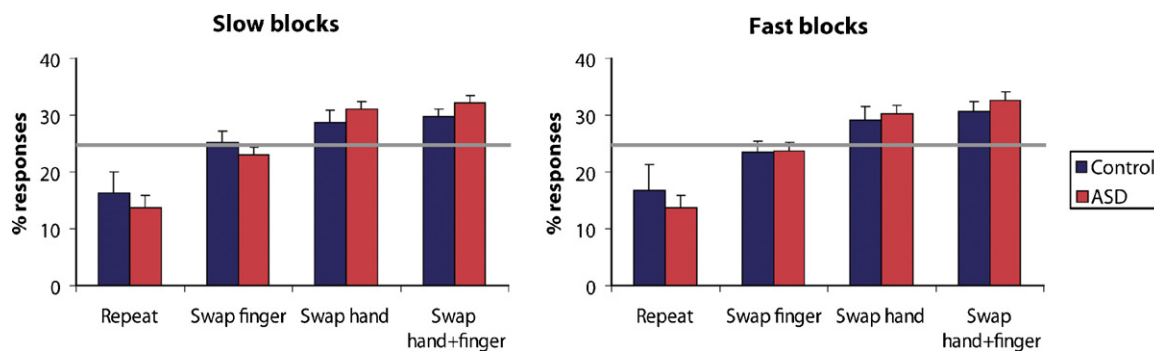 Slow blocks
% responses
40
30
20
10
0
Repeat
Swap finger
Swap hand
Swap
hand+finger
Fast blocks
% responses
40
30
20
10
0
Repeat
Swap finger
Swap hand
Swap
hand+finger
Control
ASD